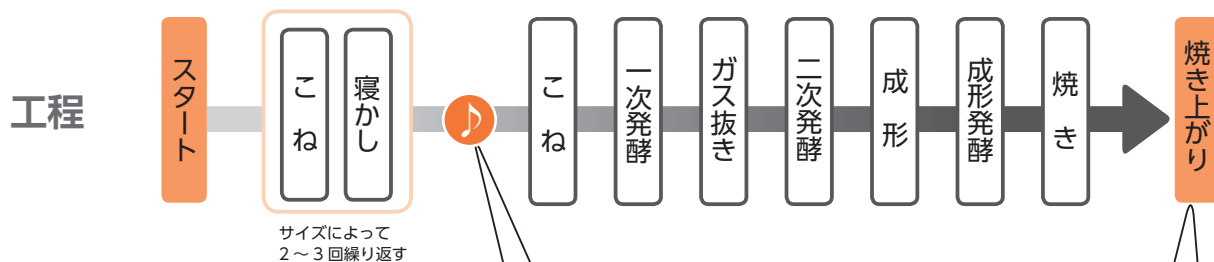 工程
スタート
こね
寝かし
サイズによって
2～3回繰り返す
♪
こね
一次発酵
ガス抜き
二次発酵
成形
成形発酵
焼き
焼き上がり